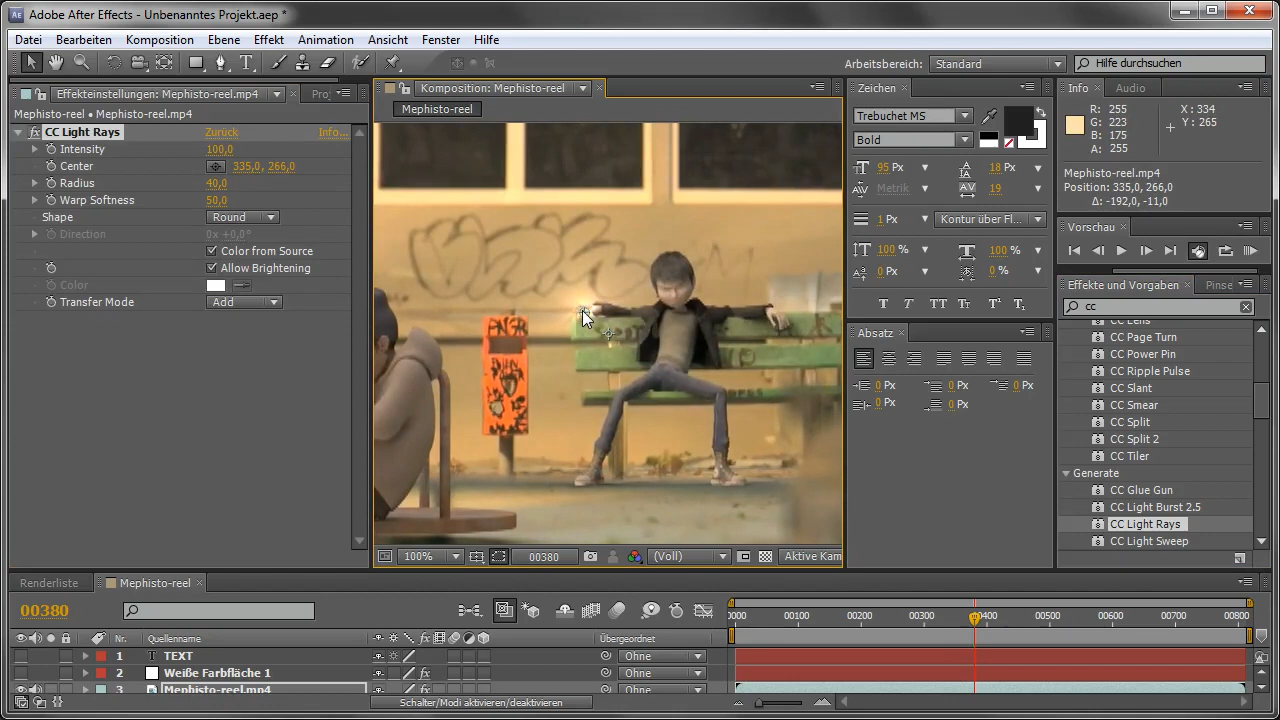 Adobe After Effects - Unbenanntes Projekt.aep *
Datei Bearbeiten Komposition Ebene Effekt Animation Ansicht Fenster Hilfe
Arbeitsbereich: Standard Hilfe durchsuchen
Effekteinstellungen: Mephisto-reel.mp4 Proj
Mephisto-reel • Mephisto-reel.mp4
CC Light Rays Zurück Info...
Intensity 100,0
Center 335,0, 266,0
Radius 40,0
Warp Softness 50,0
Shape Round
Direction 0x +0,0°
Color from Source
Allow Brightening
Color
Transfer Mode Add
Komposition: Mephisto-reel
Mephisto-reel
100% 00380 (Voll) Aktive Kam
Zeichen
Trebuchet MS
Bold
95 Px 18 Px
Metrik 19
1 Px Kontur über Fl...
100 % 100 %
0 Px 0 %
T T TT Tt T¹ T₁
Absatz
0 Px 0 Px 0 Px
0 Px 0 Px
Info Audio
R: 255 X: 334
G: 223 Y: 265
B: 175
A: 255
Mephisto-reel.mp4
Position: 335,0, 266,0
Δ: -192,0, -11,0
Vorschau
Effekte und Vorgaben Pinse
cc
CC Lens
CC Page Turn
CC Power Pin
CC Ripple Pulse
CC Slant
CC Smear
CC Split
CC Split 2
CC Tiler
Generate
CC Glue Gun
CC Light Burst 2.5
CC Light Rays
CC Light Sweep
Renderliste Mephisto-reel
00380
0000 00100 00200 00300 00400 00500 00600 00700 00800
Nr. Quellenname Übergeordnet
1 TEXT Ohne
2 Weiße Farbfläche 1 Ohne
3 Mephisto-reel.mp4 Ohne
Schalter/Modi aktivieren/deaktivieren